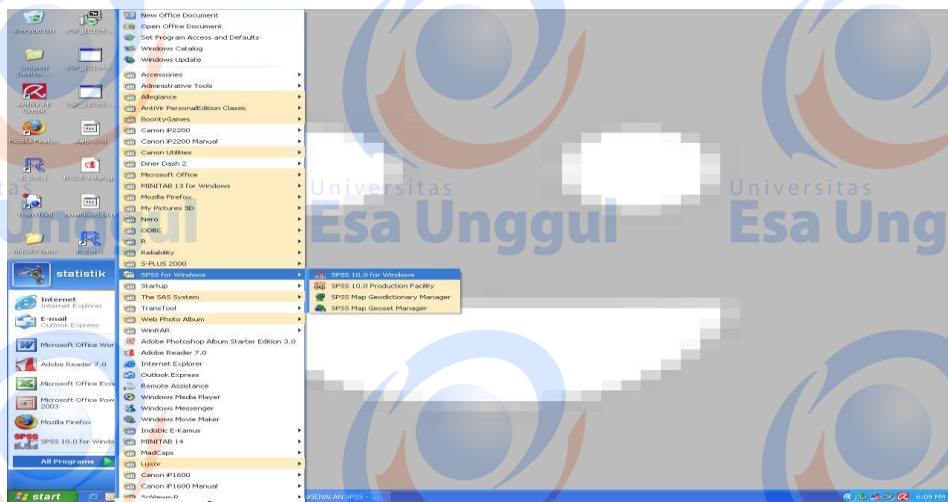 Recycle Bin
Mozilla Firefox
TransTool
statistik
Internet
Internet Explorer
E-mail
Outlook Express
Microsoft Office Wor
Adobe Reader 7.0
Microsoft Office Exce
Microsoft Office Pow
2003
Mozilla Firefox
SPSS 10.0 for Windo
All Programs
start
New Office Document
Open Office Document
Set Program Access and Defaults
Windows Catalog
Windows Update
Accessories
Administrative Tools
Allegiance
AntiVir PersonalEdition Classic
BoontyGames
Canon iP2200
Canon iP2200 Manual
Canon Utilities
Diner Dash 2
Microsoft Office
MINITAB 13 for Windows
Mozilla Firefox
My Pictures 3D
Nero
ODBC
R
Reliability
S-PLUS 2000
SPSS for Windows
Startup
The SAS System
TransTool
Web Photo Album
WinRAR
Adobe Photoshop Album Starter Edition 3.0
Adobe Reader 7.0
Internet Explorer
Outlook Express
Remote Assistance
Windows Media Player
Windows Messenger
Windows Movie Maker
IndoDic E-Kamus
MINITAB 14
MadCaps
Luxor
Canon iP1600
Canon iP1600 Manual
SciViews-R
SPSS 10.0 for Windows
SPSS 10.0 Production Facility
SPSS Map Geodictionary Manager
SPSS Map Geoset Manager
Universitas
Esa Unggul
Universitas
Esa Ung
6:09 PM